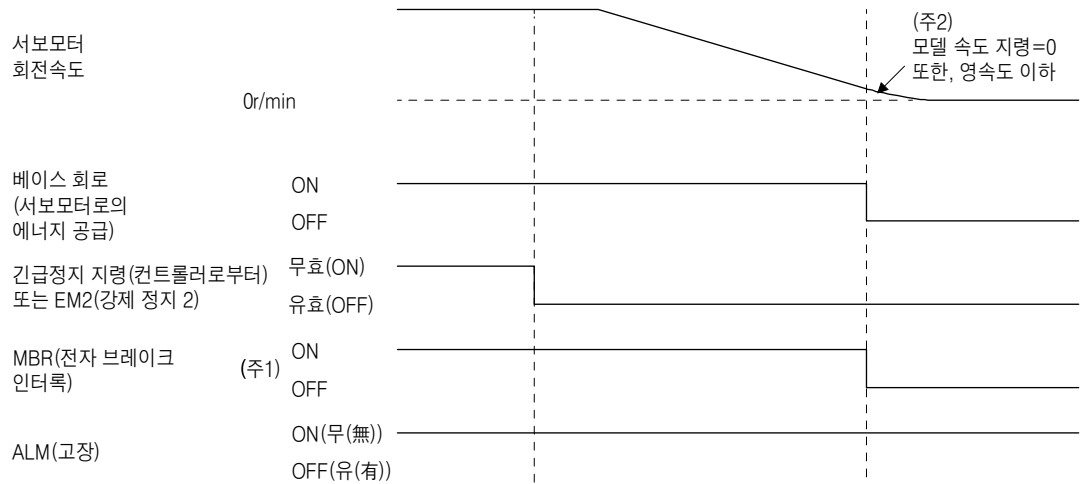 (주2)
모델 속도 지령=0
또한, 영속도 이하
서보모터
회전속도
0r/min
베이스 회로
(서보모터로의
에너지 공급)
ON
OFF
긴급정지 지령(컨트롤러로부터)
또는 EM2(강제 정지 2)
무효(ON)
유효(OFF)
MBR(전자 브레이크
인터록)
(주1)
ON
OFF
ALM(고장)
ON(무(無))
OFF(유(有))